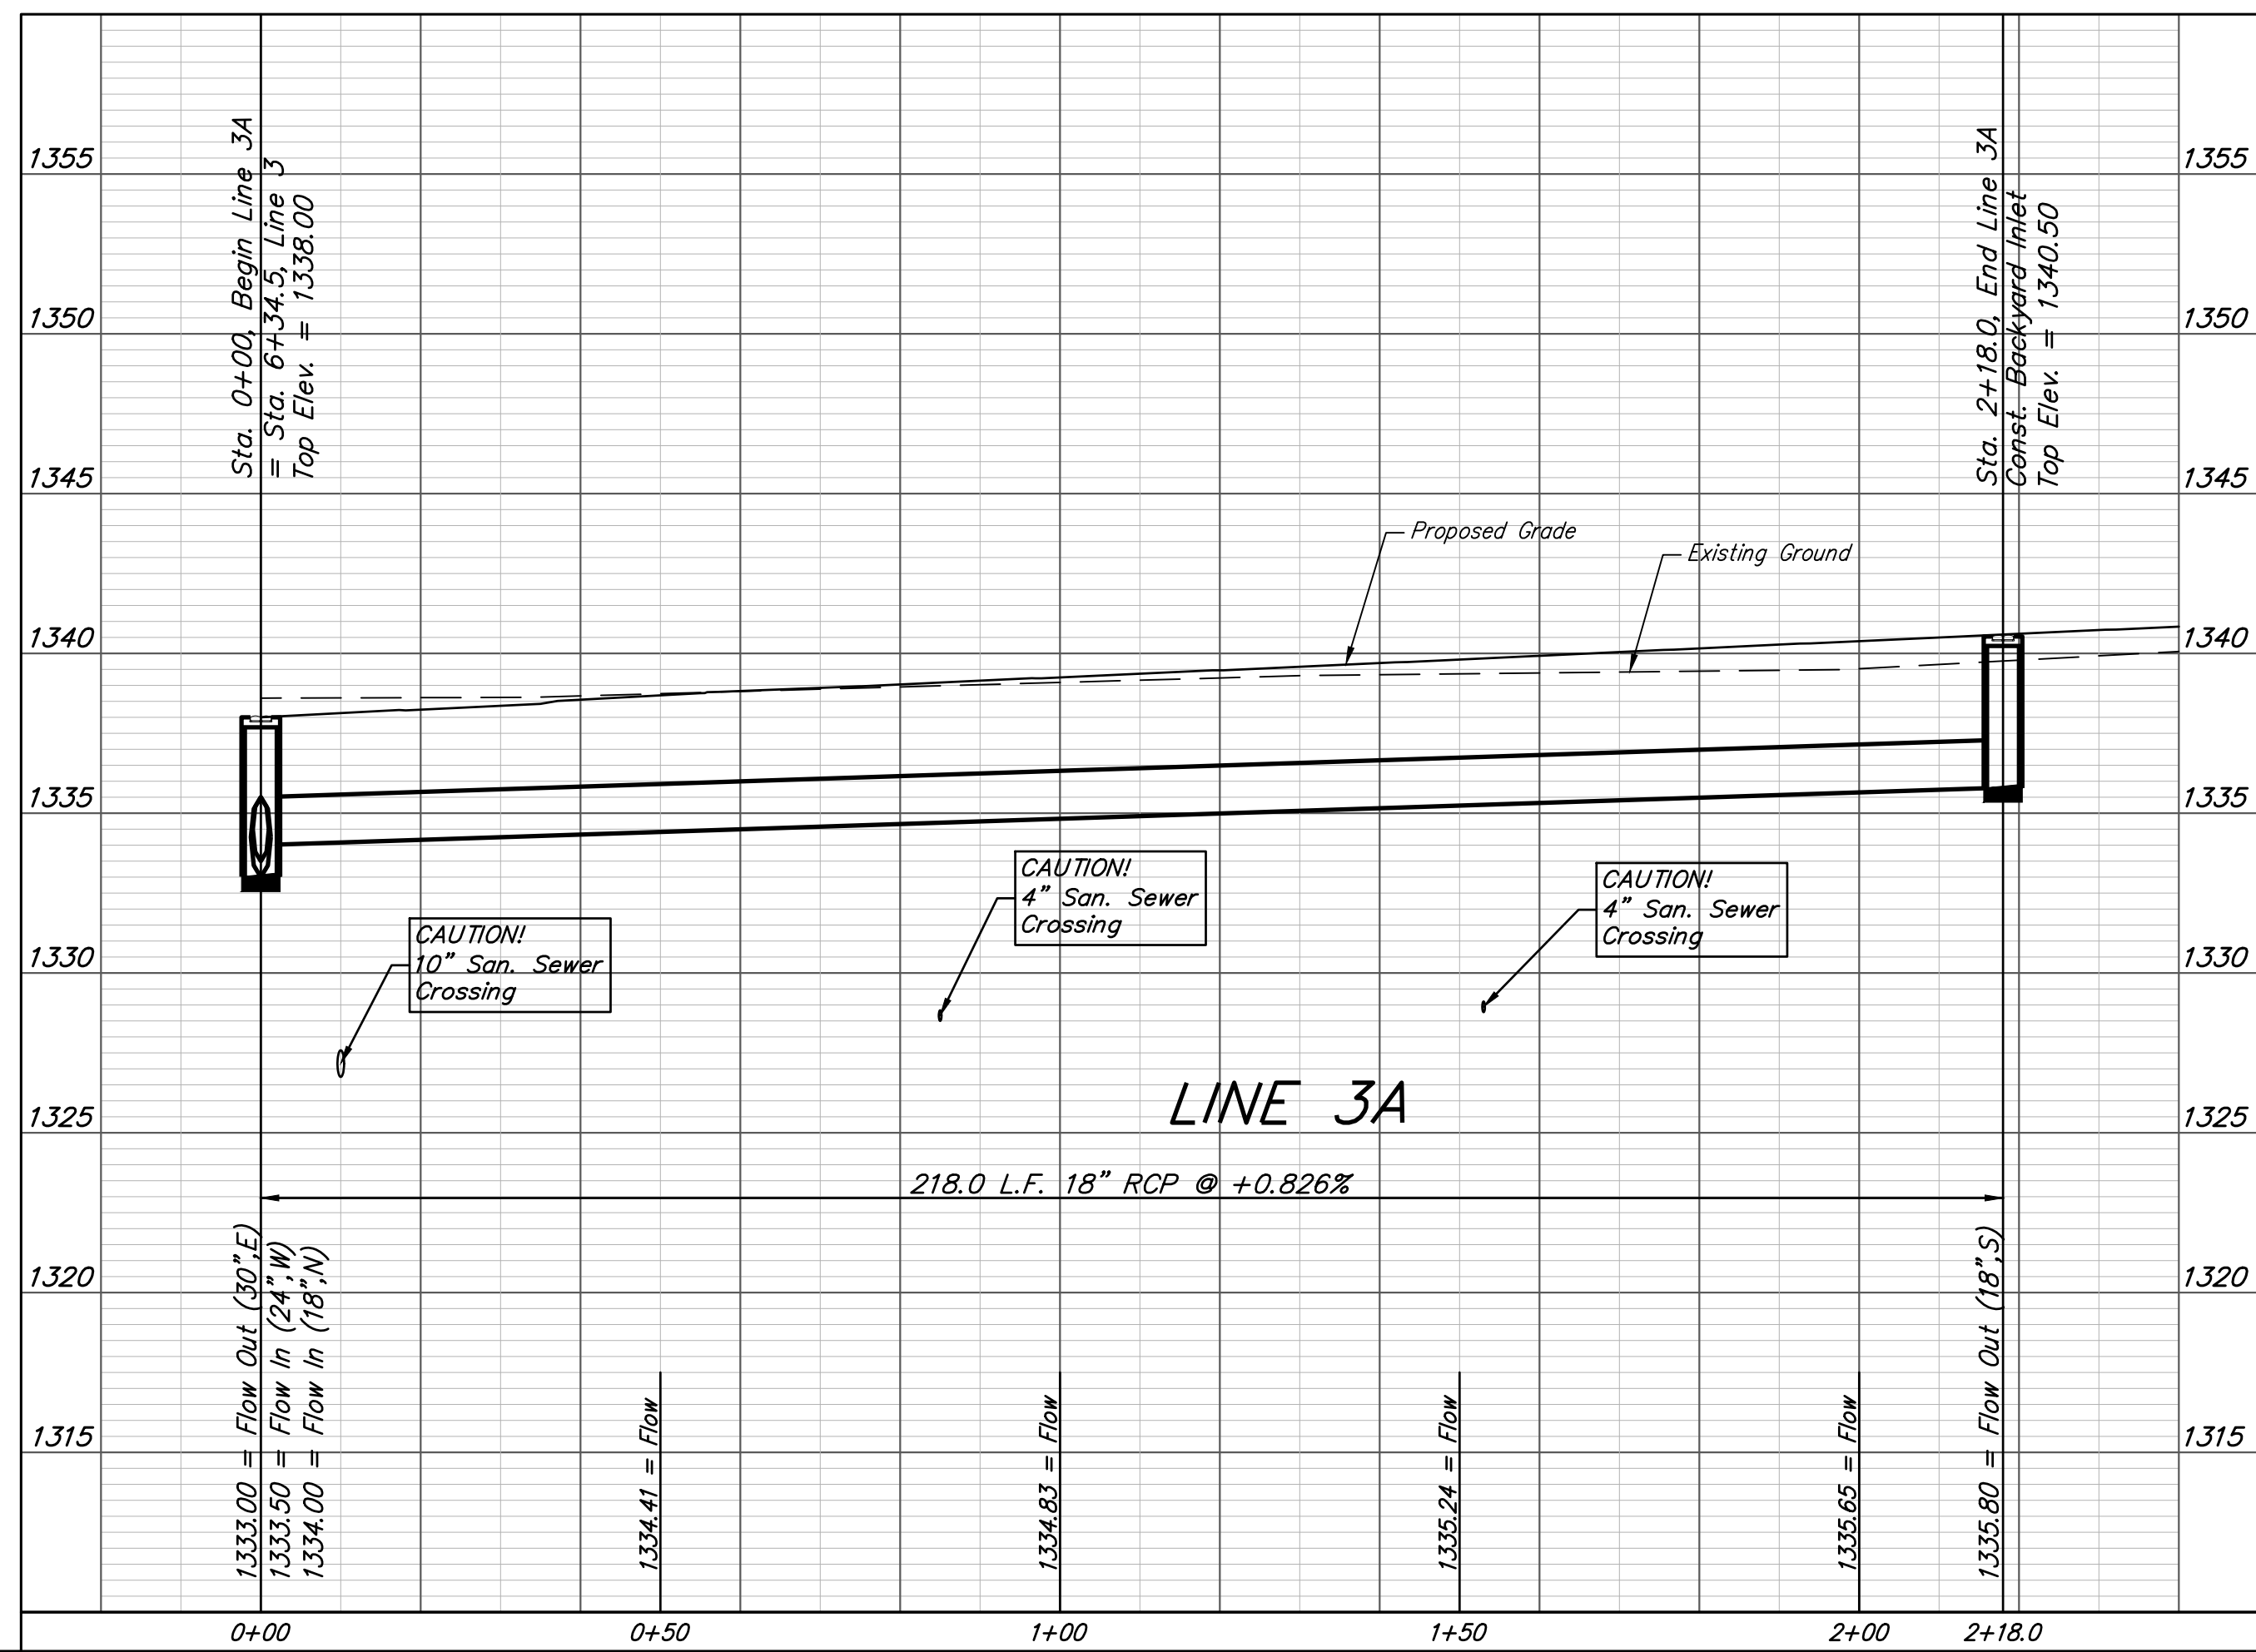 Sta. 0+00, Begin Line 3A
= Sta. 6+34.5, Line 3
Top Elev. = 1338.00
Sta. 2+18.0, End Line 3A
Const. Backyard Inlet
Top Elev. = 1340.50
1355
1355
1350
1350
1345
1345
Proposed Grade
Existing Ground
1340
1340
1335
1335
CAUTION!
4" San. Sewer
Crossing
CAUTION!
4" San. Sewer
Crossing
CAUTION!
10" San. Sewer
Crossing
1330
1330
LINE 3A
1325
1325
218.0 L.F. 18" RCP @ +0.826%
1320
1320
1315
1315
1333.00 = Flow Out (30",E)
1333.50 = Flow In (24",W)
1334.00 = Flow In (18",N)
1334.41 = Flow
1334.83 = Flow
1335.24 = Flow
1335.65 = Flow
1335.80 = Flow Out (18",S)
0+00
0+50
1+00
1+50
2+00
2+18.0